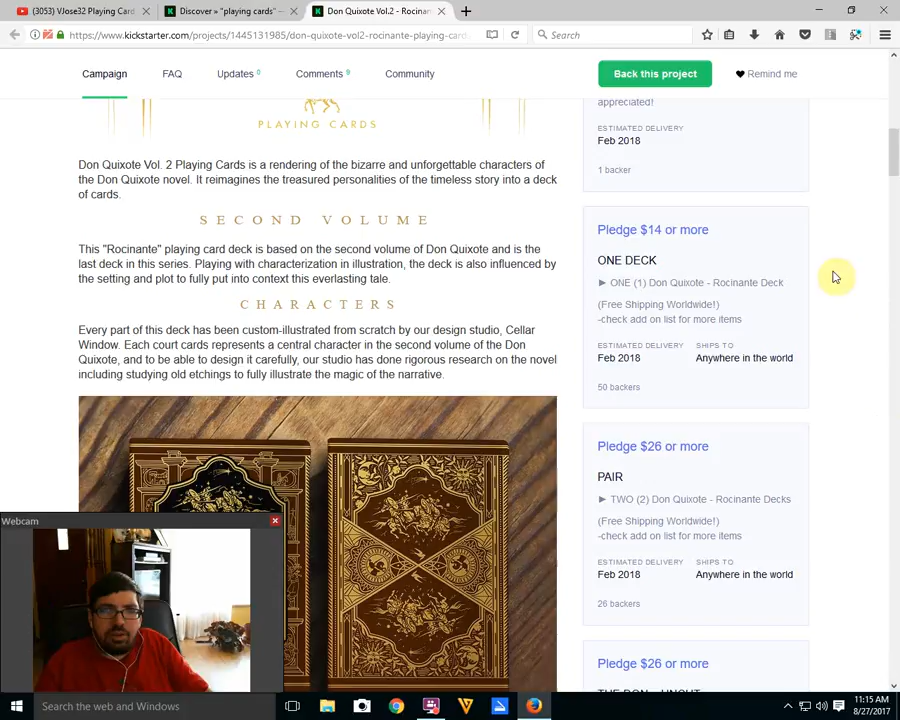 (3053) VJose32 Playing Card
Discover » "playing cards" —
Don Quixote Vol.2 - Rocinan
https://www.kickstarter.com/projects/1445131985/don-quixote-vol2-rocinante-playing-card
Search
Campaign
FAQ
Updates 0
Comments 9
Community
Back this project
Remind me
PLAYING CARDS
Don Quixote Vol. 2 Playing Cards is a rendering of the bizarre and unforgettable characters of
the Don Quixote novel. It reimagines the treasured personalities of the timeless story into a deck
of cards.
SECOND VOLUME
This "Rocinante" playing card deck is based on the second volume of Don Quixote and is the
last deck in this series. Playing with characterization in illustration, the deck is also influenced by
the setting and plot to fully put into context this everlasting tale.
CHARACTERS
Every part of this deck has been custom-illustrated from scratch by our design studio, Cellar
Window. Each court cards represents a central character in the second volume of the Don
Quixote, and to be able to design it carefully, our studio has done rigorous research on the novel
including studying old etchings to fully illustrate the magic of the narrative.
appreciated!
ESTIMATED DELIVERY
Feb 2018
1 backer
Pledge $14 or more
ONE DECK
► ONE (1) Don Quixote - Rocinante Deck
(Free Shipping Worldwide!)
-check add on list for more items
ESTIMATED DELIVERY SHIPS TO
Feb 2018 Anywhere in the world
50 backers
Pledge $26 or more
PAIR
► TWO (2) Don Quixote - Rocinante Decks
(Free Shipping Worldwide!)
-check add on list for more items
ESTIMATED DELIVERY SHIPS TO
Feb 2018 Anywhere in the world
26 backers
Pledge $26 or more
Webcam
Search the web and Windows
11:15 AM
8/27/2017